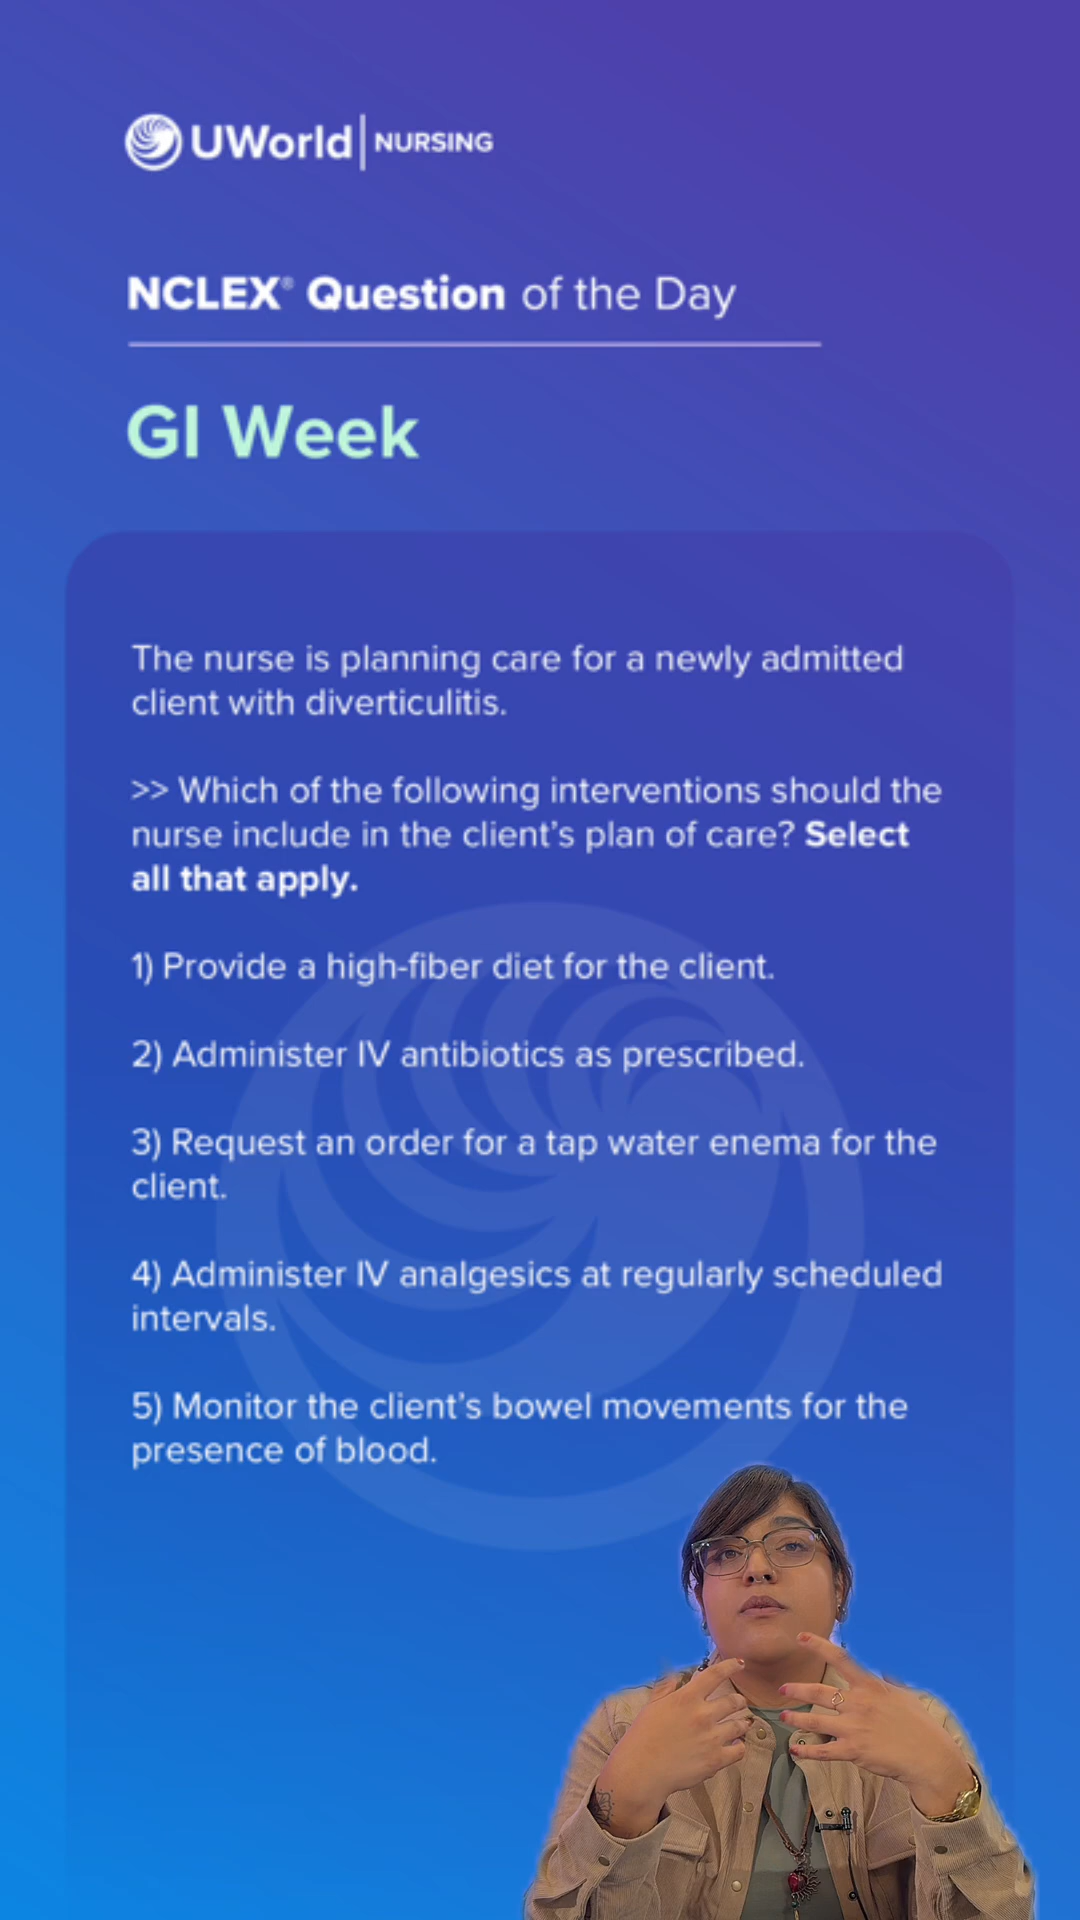 UWorld | NURSING
NCLEX® Question of the Day
GI Week
The nurse is planning care for a newly admitted
client with diverticulitis.
>> Which of the following interventions should the
nurse include in the client’s plan of care? Select
all that apply.
1) Provide a high-fiber diet for the client.
2) Administer IV antibiotics as prescribed.
3) Request an order for a tap water enema for the
client.
4) Administer IV analgesics at regularly scheduled
intervals.
5) Monitor the client’s bowel movements for the
presence of blood.